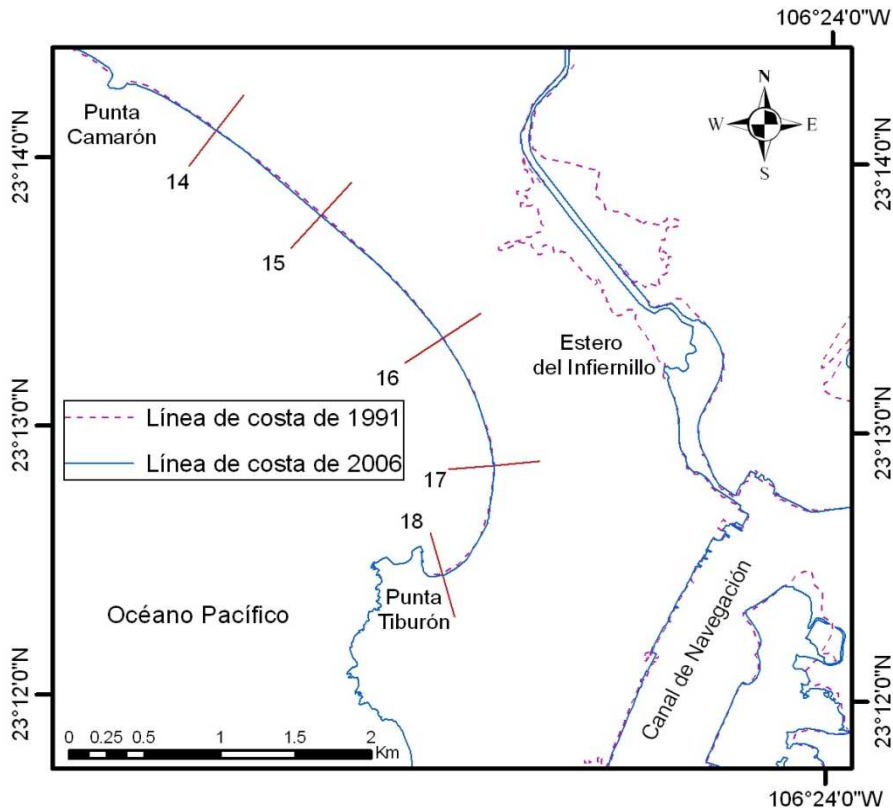 106°24'0"W
N
W
E
S
Punta
Camarón
23°14'0"N
23°14'0"N
14
15
16
Estero
del Infiernillo
Línea de costa de 1991
Línea de costa de 2006
23°13'0"N
23°13'0"N
17
18
Punta
Tiburón
Océano Pacífico
Canal de Navegación
23°12'0"N
23°12'0"N
0 0.25 0.5 1 1.5 2
Km
106°24'0"W